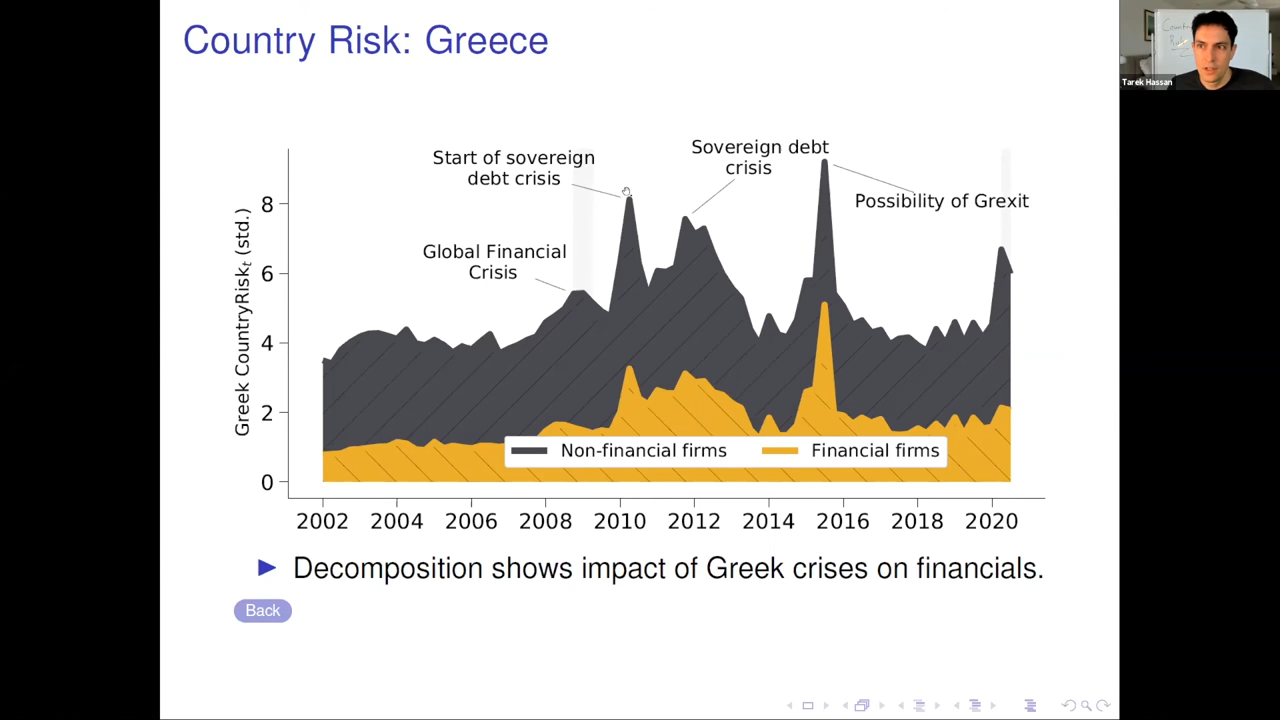 Country Risk: Greece
Tarek Hassan
Start of sovereign
debt crisis
Sovereign debt
crisis
Possibility of Grexit
Global Financial
Crisis
Greek CountryRiskₜ (std.)
8
6
4
2
0
Non-financial firms
Financial firms
2002 2004 2006 2008 2010 2012 2014 2016 2018 2020
Decomposition shows impact of Greek crises on financials.
Back